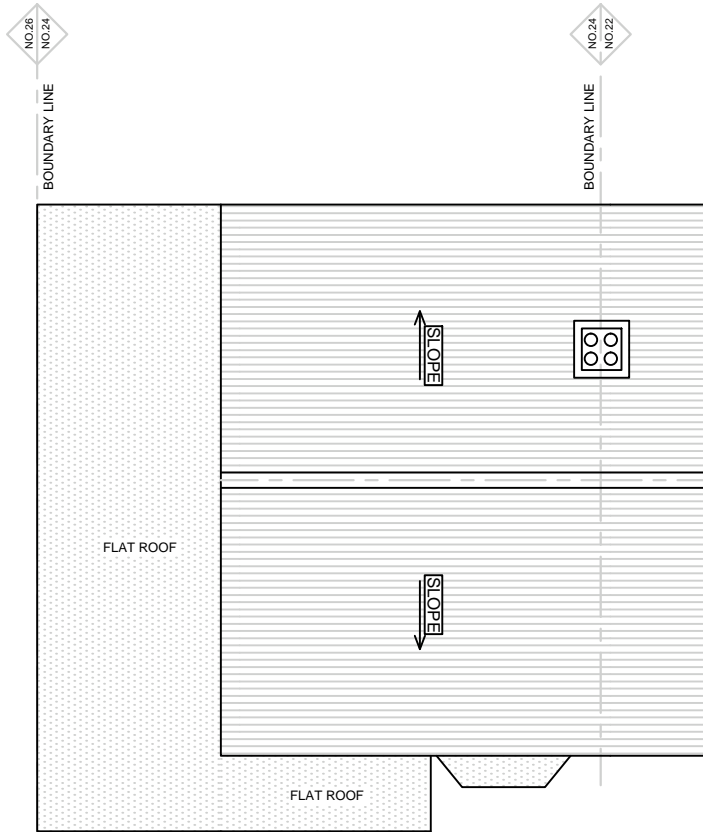 NO.26
NO.24
BOUNDARY LINE
NO.24
NO.22
BOUNDARY LINE
SLOPE
FLAT ROOF
SLOPE
FLAT ROOF